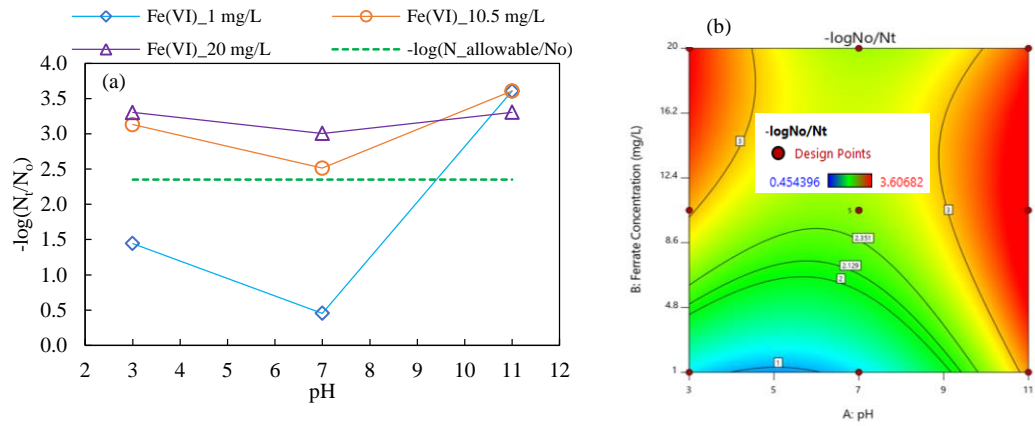 Fe(VI)_1 mg/L
Fe(VI)_10.5 mg/L
Fe(VI)_20 mg/L
-log(N_allowable/No)
(a)
4.0
3.5
3.0
2.5
2.0
1.5
1.0
0.5
0.0
-log(Nt/No)
2 3 4 5 6 7 8 9 10 11 12
pH
(b)
-logNo/Nt
20
16.2
12.4
8.6
4.8
1
B: Ferrate Concentration (mg/L)
3
3
-logNo/Nt
Design Points
0.454396 3.60682
3
5
2.351
2.129
2
1
3 5 7 9 11
A: pH